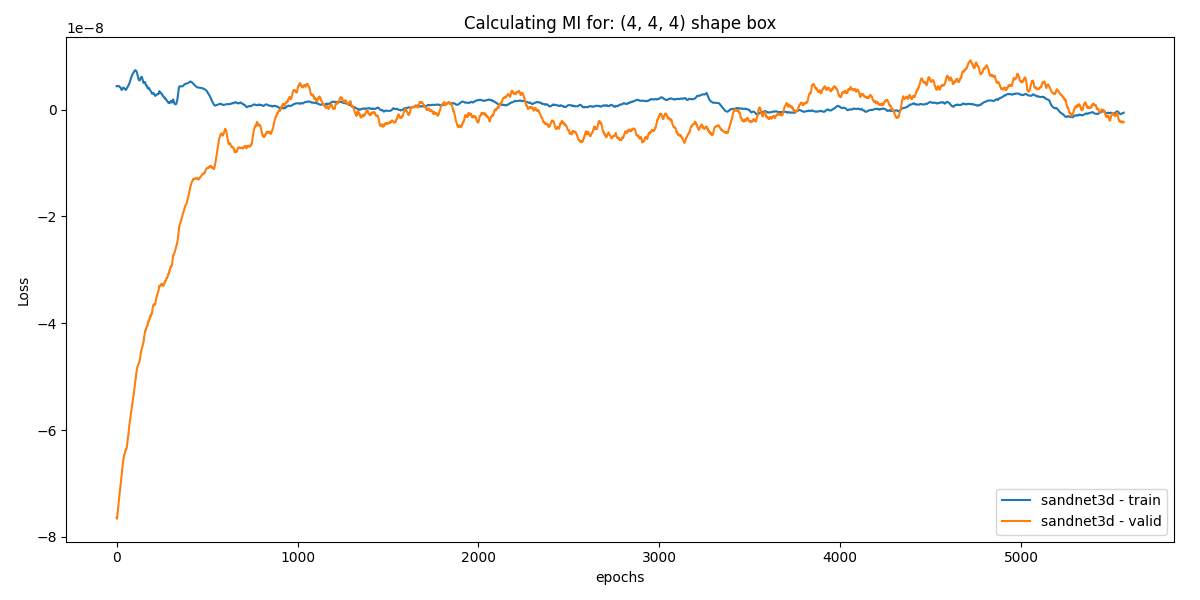 Calculating MI for: (4, 4, 4) shape box
1e−8
0
−2
−4
−6
−8
Loss
0 1000 2000 3000 4000 5000
epochs
sandnet3d - train
sandnet3d - valid